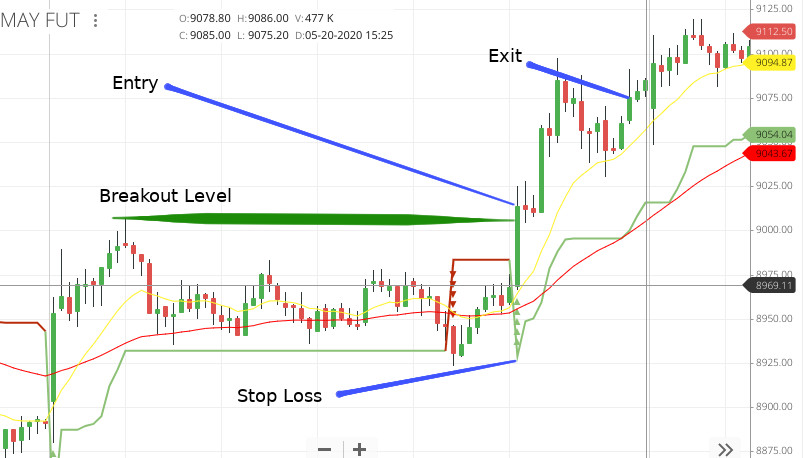 MAY FUT
O:9078.80 H:9086.00 V:477 K
C:9085.00 L:9075.20 D:05-20-2020 15:25
Entry
Exit
Breakout Level
Stop Loss
9125.00
9112.50
9100.00
9094.87
9075.00
9054.04
9043.67
9025.00
9000.00
8975.00
8969.11
8950.00
8925.00
8900.00
8875.00